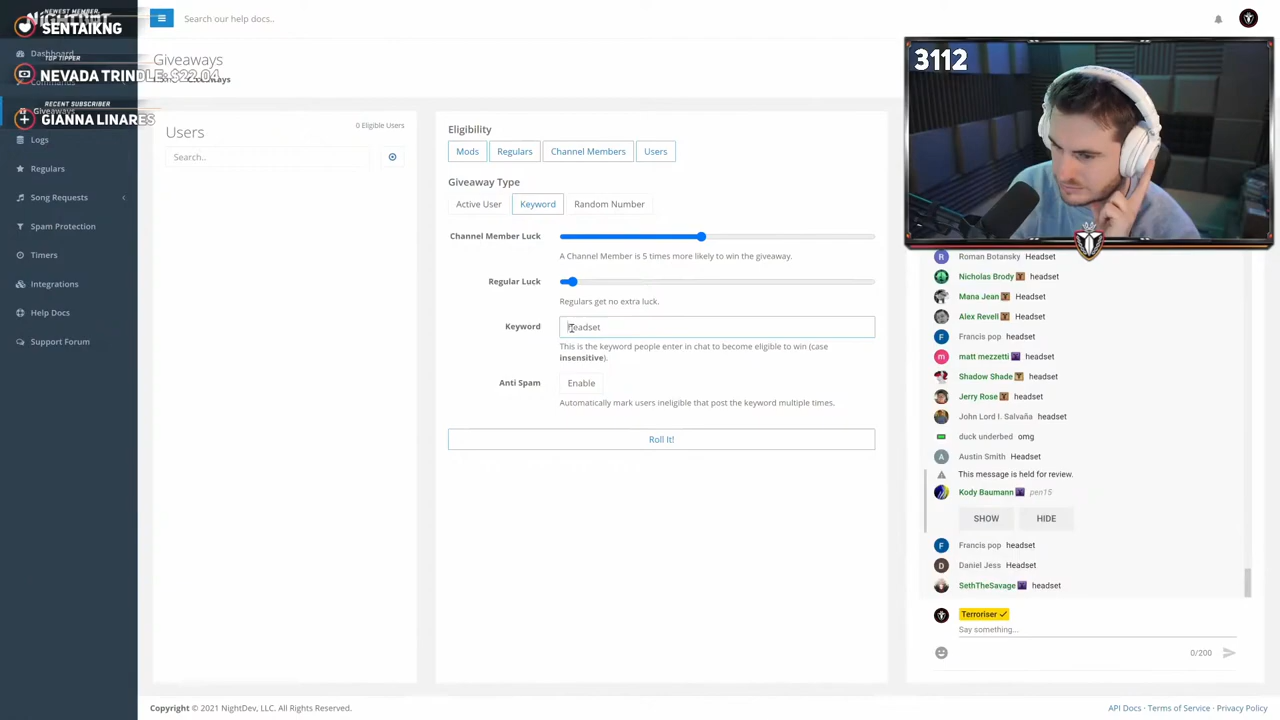 NEWEST MEMBER
SENTAIKNG
Search our help docs..
Dashboard
TOP TIPPER
NEVADA TRINDLE: $22.04
RECENT SUBSCRIBER
Giveaways
GIANNA LINARES
Logs
Regulars
Song Requests
Spam Protection
Timers
Integrations
Help Docs
Support Forum
Giveaways
Giveaways
Users
0 Eligible Users
Search..
Eligibility
Mods
Regulars
Channel Members
Users
Giveaway Type
Active User
Keyword
Random Number
Channel Member Luck
A Channel Member is 5 times more likely to win the giveaway.
Regular Luck
Regulars get no extra luck.
Keyword
Headset
This is the keyword people enter in chat to become eligible to win (case
insensitive).
Anti Spam
Enable
Automatically mark users ineligible that post the keyword multiple times.
Roll It!
3112
Roman Botansky Headset
Nicholas Brody headset
Mana Jean headset
Alex Revell headset
Francis pop headset
matt mezzetti headset
Shadow Shade headset
Jerry Rose headset
John Lord I. Salvaña headset
duck underbed omg
Austin Smith Headset
This message is held for review.
Kody Baumann pen15
SHOW
HIDE
Francis pop headset
Daniel Jess Headset
SethTheSavage headset
Terroriser
Say something...
0/200
Copyright © 2021 NightDev, LLC. All Rights Reserved.
API Docs · Terms of Service · Privacy Policy